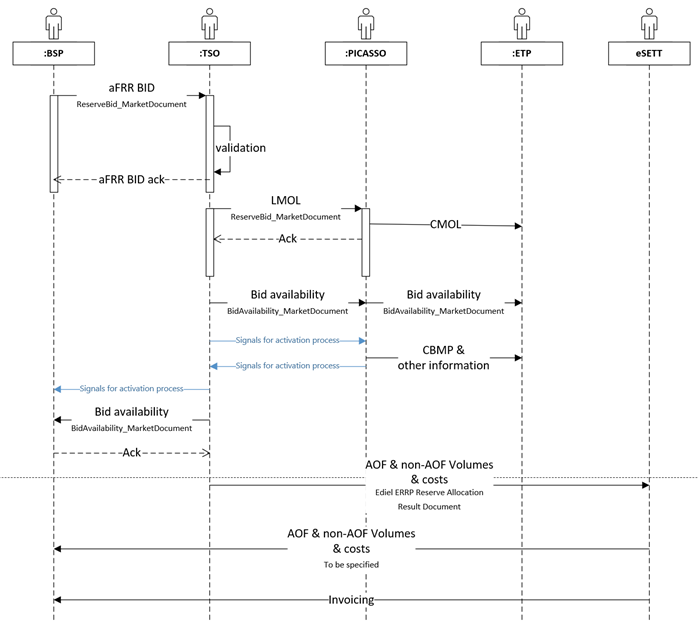 :BSP
:TSO
:PICASSO
:ETP
eSETT
aFRR BID
ReserveBid_MarketDocument
validation
aFRR BID ack
LMOL
ReserveBid_MarketDocument
CMOL
Ack
Bid availability
BidAvailability_MarketDocument
Bid availability
BidAvailability_MarketDocument
Signals for activation process
CBMP &
other information
Signals for activation process
Signals for activation process
Bid availability
BidAvailability_MarketDocument
Ack
AOF & non-AOF Volumes
& costs
Ediel ERRP Reserve Allocation
Result Document
AOF & non-AOF Volumes
& costs
To be specified
Invoicing